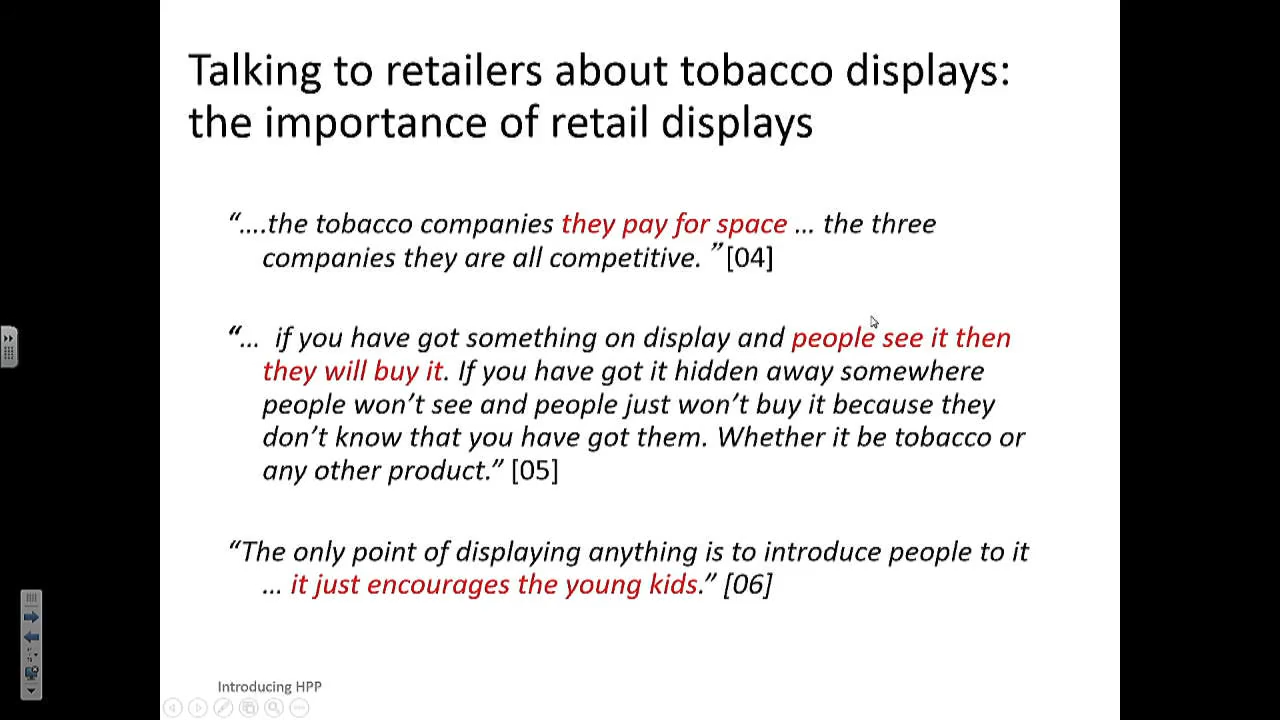 Talking to retailers about tobacco displays:
the importance of retail displays
“….the tobacco companies they pay for space … the three
companies they are all competitive. ” [04]
“… if you have got something on display and people see it then
they will buy it. If you have got it hidden away somewhere
people won’t see and people just won’t buy it because they
don’t know that you have got them. Whether it be tobacco or
any other product.” [05]
“The only point of displaying anything is to introduce people to it
… it just encourages the young kids.” [06]
Introducing HPP